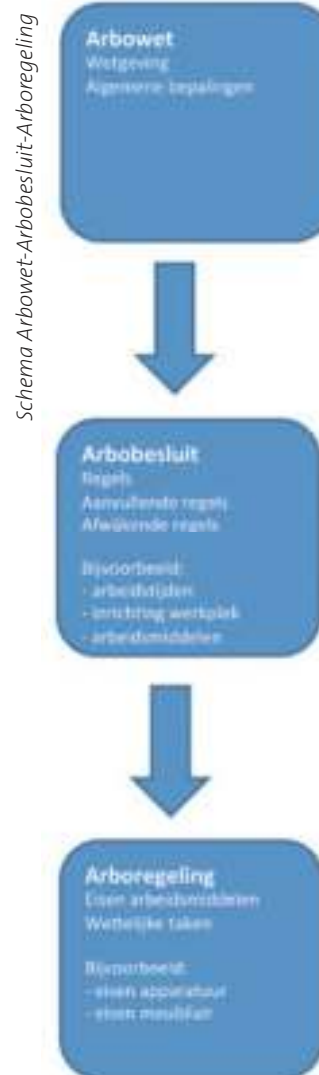 Schema Arbowet-Arbobesluit-Arboregeling
Arbowet
Wetgeving
Algemene bepalingen
Arbobesluit
Regels
Aanvullende regels
Afwijkende regels
Bijvoorbeeld:
- arbeidstijden
- inrichting werkplek
- arbeidsmiddelen
Arboregeling
Eisen arbeidsmiddelen
Wettelijke taken
Bijvoorbeeld:
- eisen apparatuur
- eisen meubilair